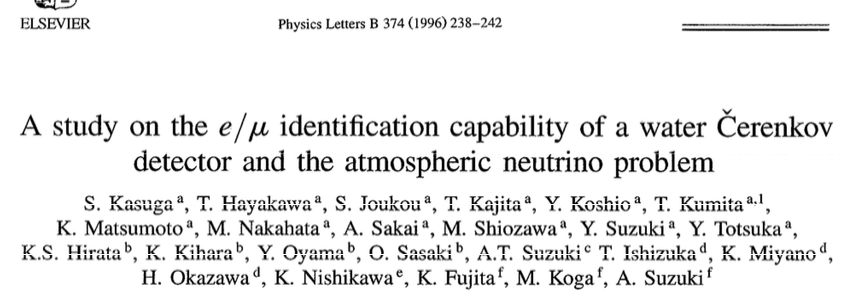 ELSEVIER
Physics Letters B 374 (1996) 238–242
A study on the e/μ identification capability of a water Čerenkov
detector and the atmospheric neutrino problem
S. Kasuga a, T. Hayakawa a, S. Joukou a, T. Kajita a, Y. Koshio a, T. Kumita a,1,
K. Matsumoto a, M. Nakahata a, A. Sakai a, M. Shiozawa a, Y. Suzuki a, Y. Totsuka a,
K.S. Hirata b, K. Kihara b, Y. Oyama b, O. Sasaki b, A.T. Suzuki c T. Ishizuka d, K. Miyano d,
H. Okazawa d, K. Nishikawa e, K. Fujita f, M. Koga f, A. Suzuki f